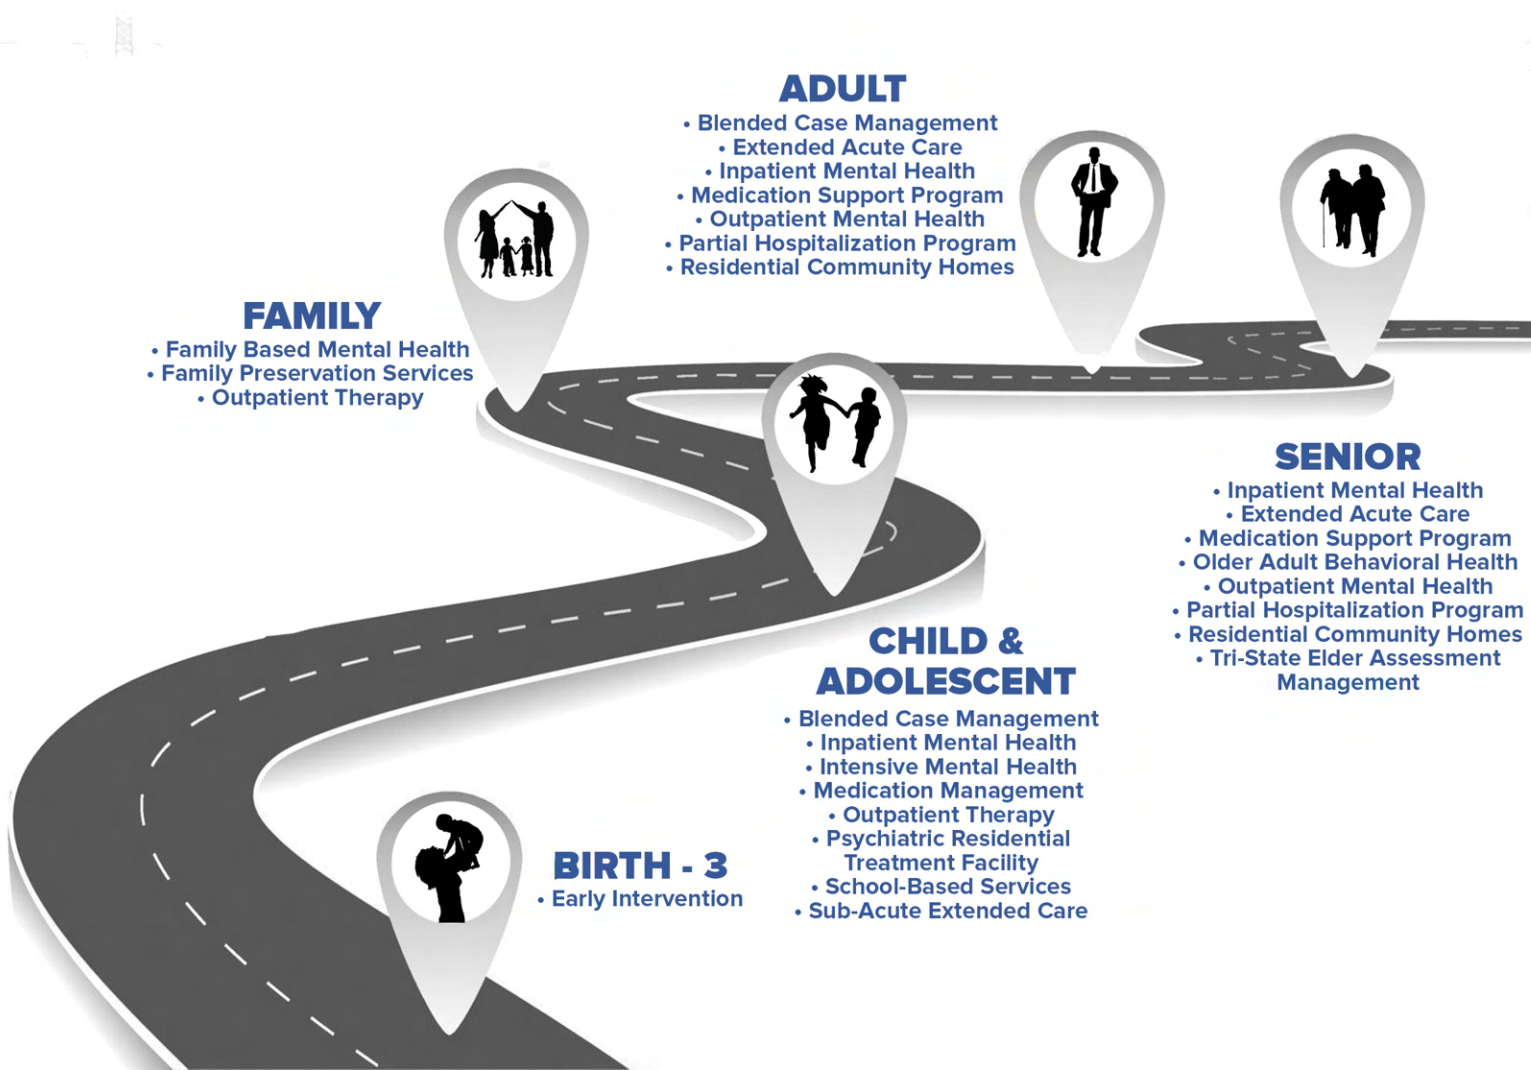 ADULT
• Blended Case Management
• Extended Acute Care
• Inpatient Mental Health
• Medication Support Program
• Outpatient Mental Health
• Partial Hospitalization Program
• Residential Community Homes
FAMILY
• Family Based Mental Health
• Family Preservation Services
• Outpatient Therapy
SENIOR
• Inpatient Mental Health
• Extended Acute Care
• Medication Support Program
• Older Adult Behavioral Health
• Outpatient Mental Health
• Partial Hospitalization Program
• Residential Community Homes
• Tri-State Elder Assessment
Management
CHILD &
ADOLESCENT
• Blended Case Management
• Inpatient Mental Health
• Intensive Mental Health
• Medication Management
• Outpatient Therapy
• Psychiatric Residential
Treatment Facility
• School-Based Services
• Sub-Acute Extended Care
BIRTH - 3
• Early Intervention